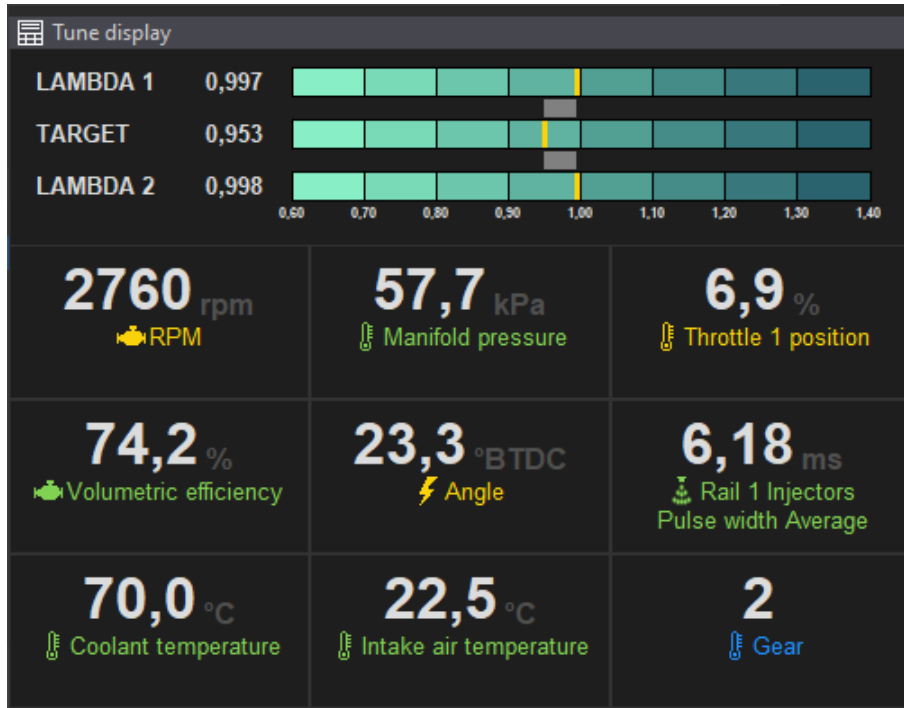 Tune display
LAMBDA 1 0,997
TARGET 0,953
LAMBDA 2 0,998
0,60 0,70 0,80 0,90 1,00 1,10 1,20 1,30 1,40
2760 rpm
RPM
57,7 kPa
Manifold pressure
6,9 %
Throttle 1 position
74,2 %
Volumetric efficiency
23,3 °BTDC
Angle
6,18 ms
Rail 1 Injectors
Pulse width Average
70,0 °C
Coolant temperature
22,5 °C
Intake air temperature
2
Gear